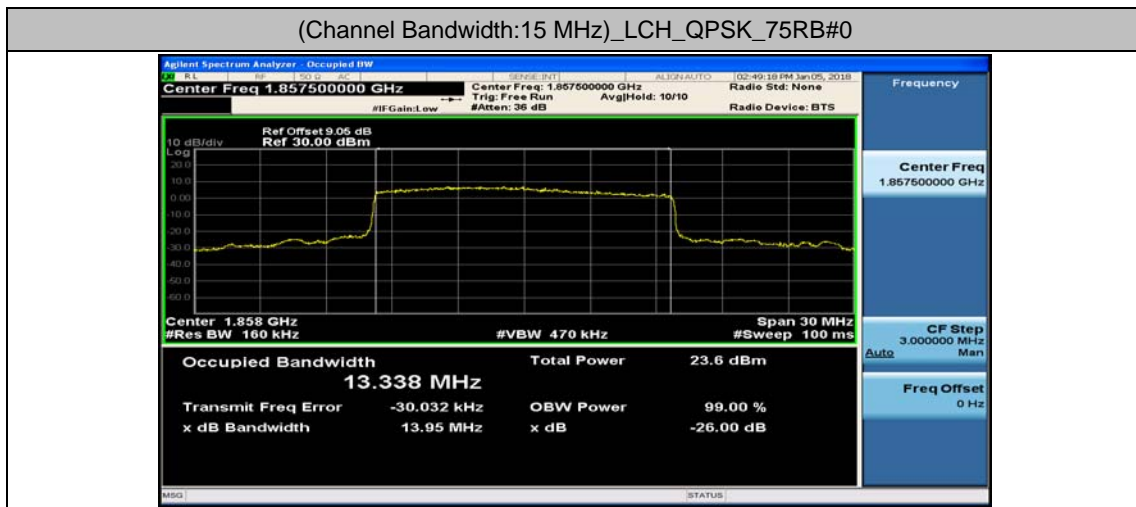 (Channel Bandwidth:15 MHz)_LCH_QPSK_75RB#0
Agilent Spectrum Analyzer - Occupied BW
RL RF 50 Ω AC SENSE:INT ALIGN AUTO 02:49:18 PM Jan 05, 2018
Center Freq 1.857500000 GHz
Center Freq: 1.857500000 GHz Radio Std: None
Trig: Free Run Avg|Hold: 10/10
#IFGain:Low #Atten: 36 dB Radio Device: BTS
Ref Offset 9.05 dB
10 dB/div Ref 30.00 dBm
Log
20.0
10.0
0.00
-10.0
-20.0
-30.0
-40.0
-50.0
-60.0
Center 1.858 GHz Span 30 MHz
#Res BW 160 kHz #VBW 470 kHz #Sweep 100 ms
Occupied Bandwidth Total Power 23.6 dBm
13.338 MHz
Transmit Freq Error -30.032 kHz OBW Power 99.00 %
x dB Bandwidth 13.95 MHz x dB -26.00 dB
MSG STATUS
Frequency
Center Freq
1.857500000 GHz
CF Step
3.000000 MHz
Auto Man
Freq Offset
0 Hz